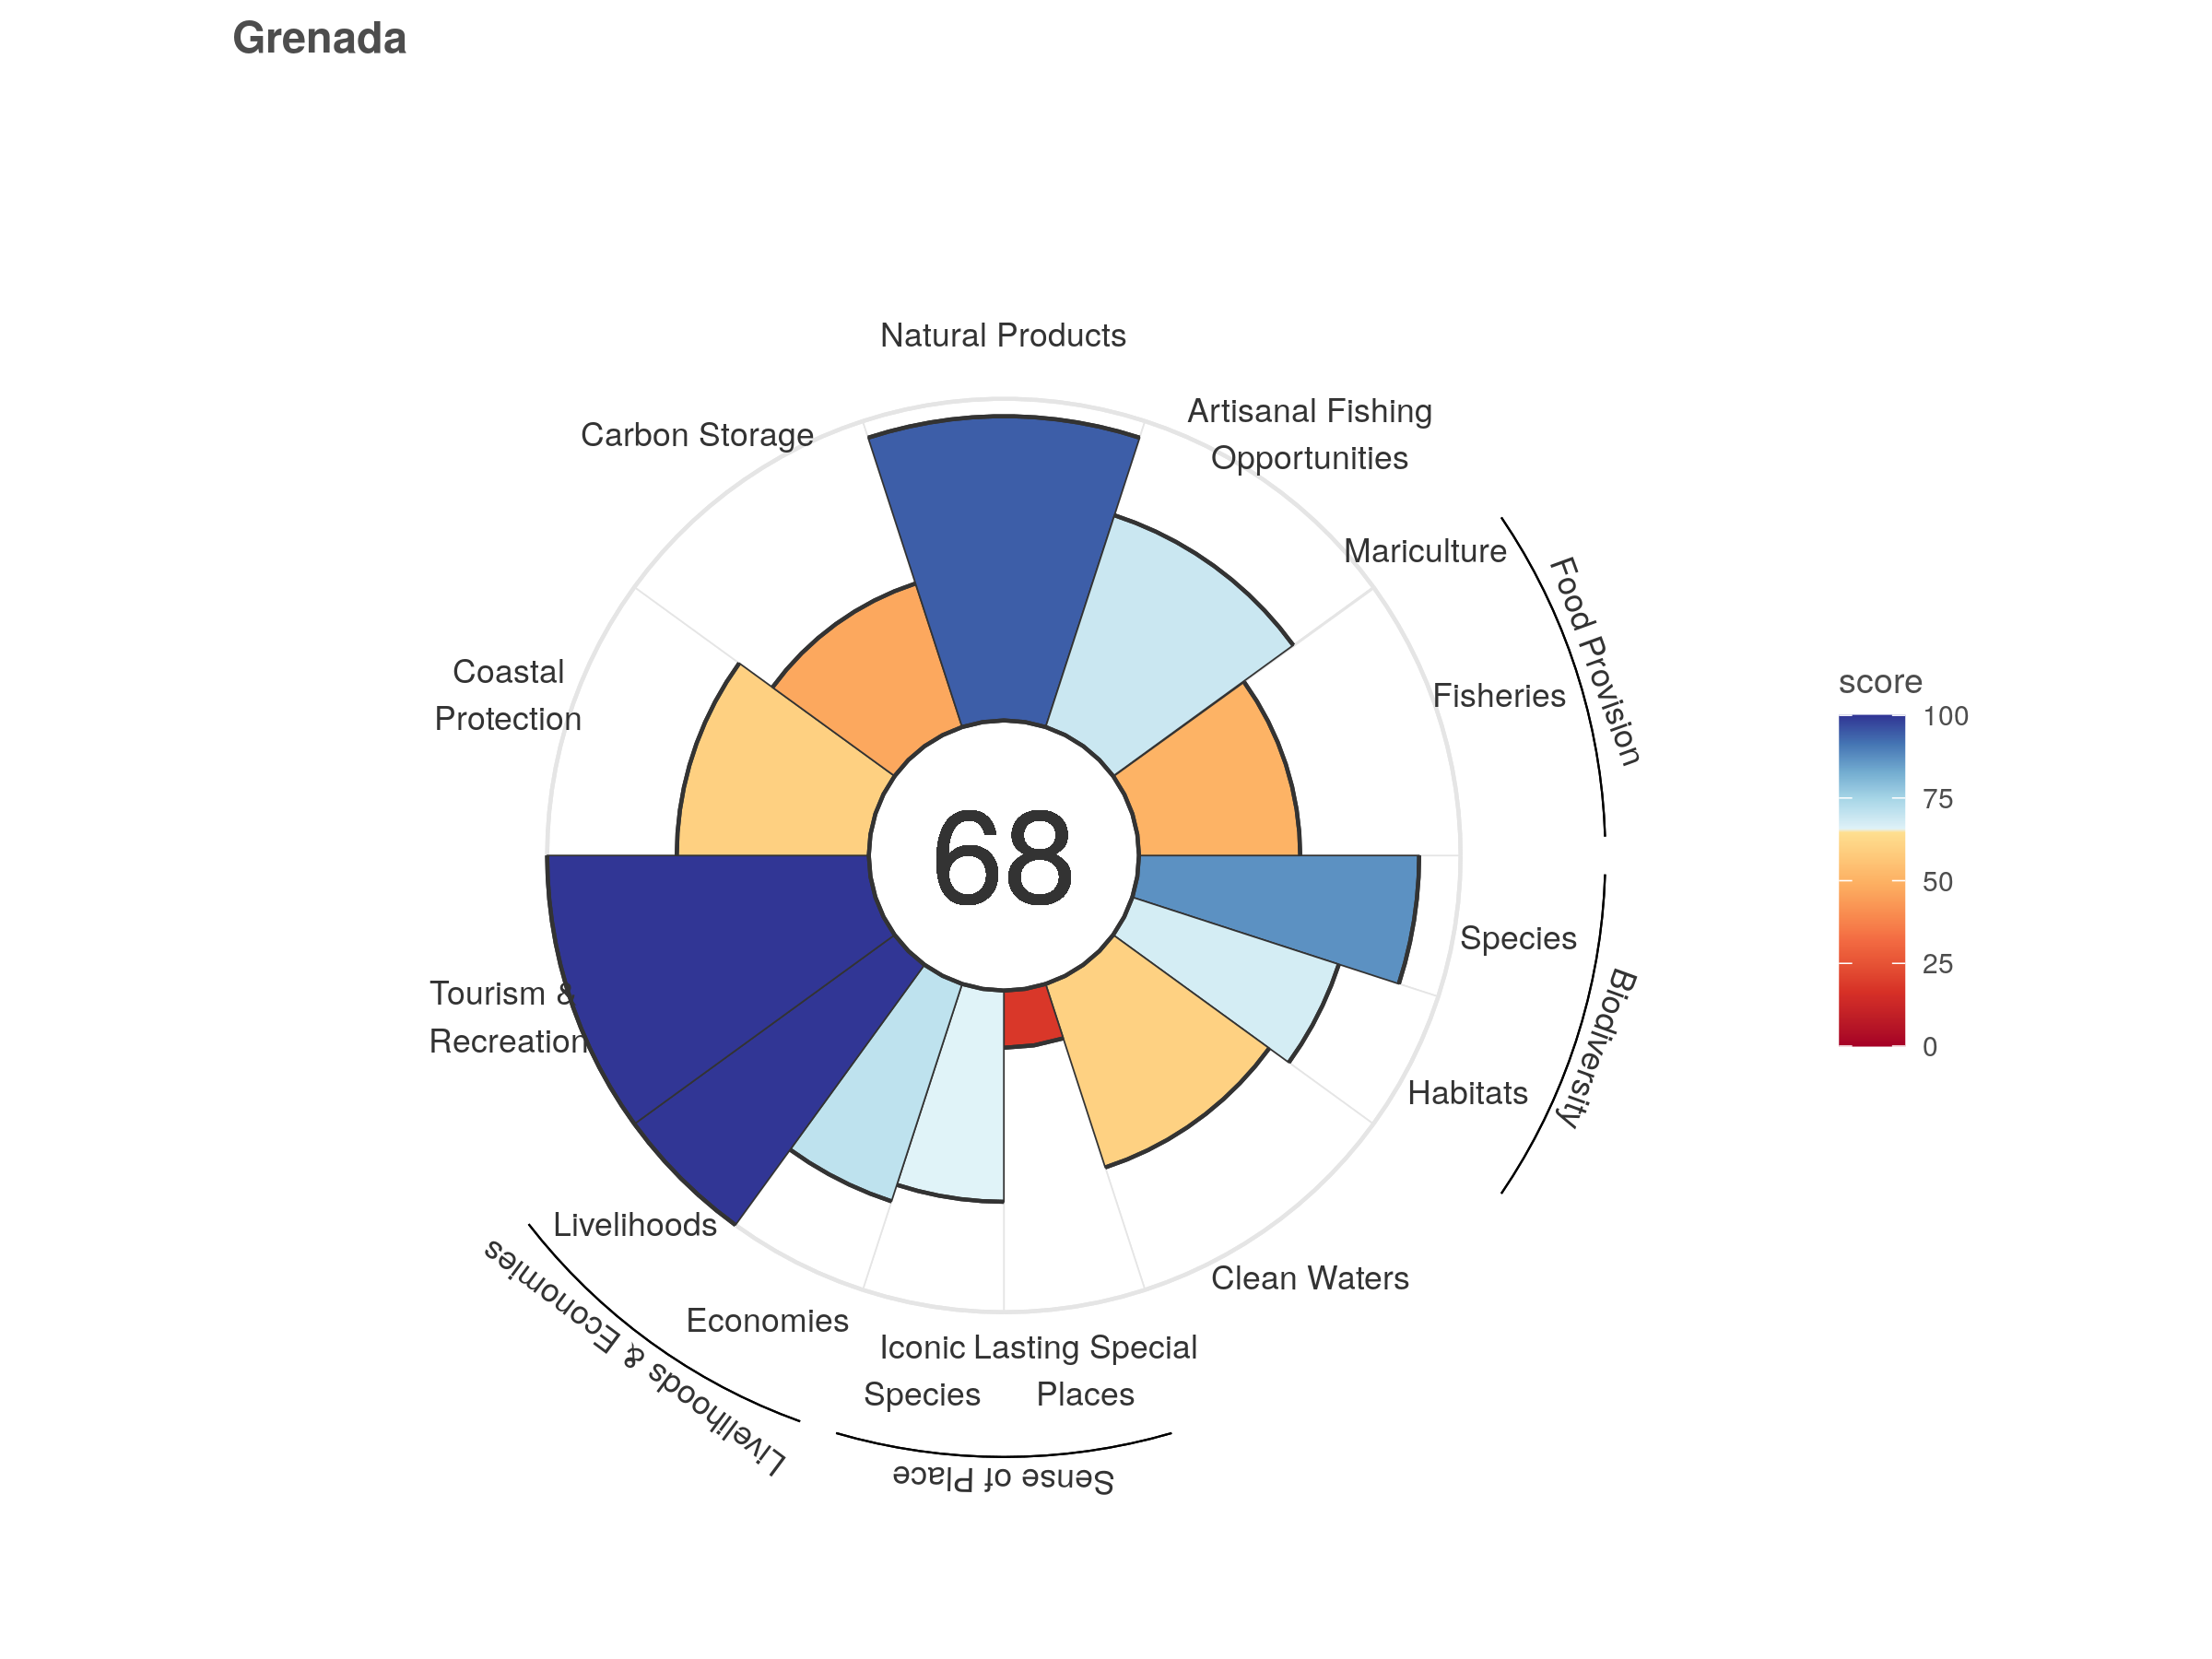 Grenada
Natural Products
Artisanal Fishing
Opportunities
Carbon Storage
Mariculture
Food Provision
Fisheries
Coastal
Protection
score
100
75
50
25
0
68
Species
Biodiversity
Habitats
Tourism &
Recreation
Livelihoods
Livelihoods & Economies
Economies
Clean Waters
Iconic
Species
Lasting Special
Places
Sense of Place